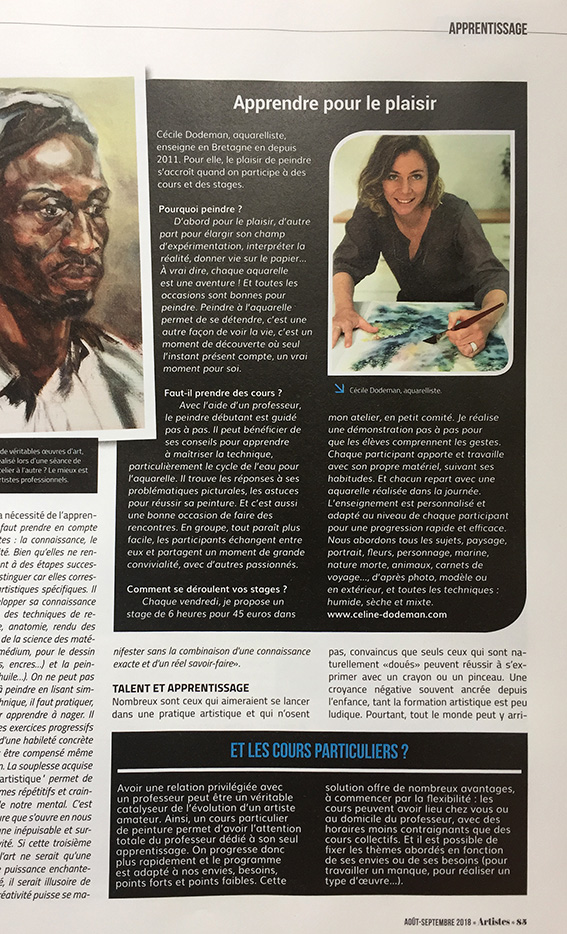 APPRENTISSAGE
Apprendre pour le plaisir
Cécile Dodeman, aquarelliste,
enseigne en Bretagne en depuis
2011. Pour elle, le plaisir de peindre
s'accroît quand on participe à des
cours et des stages.
Pourquoi peindre ?
D'abord pour le plaisir, d'autre
part pour élargir son champ
d'expérimentation, interpréter la
réalité, donner vie sur le papier...
À vrai dire, chaque aquarelle
est une aventure ! Et toutes les
occasions sont bonnes pour
peindre. Peindre à l'aquarelle
permet de se détendre, c'est une
autre façon de voir la vie, c'est un
moment de découverte où seul
l'instant présent compte, un vrai
moment pour soi.
Faut-il prendre des cours ?
Avec l'aide d'un professeur,
le peindre débutant est guidé
pas à pas. Il peut bénéficier de
ses conseils pour apprendre
à maîtriser la technique,
particulièrement le cycle de l'eau pour
l'aquarelle. Il trouve les réponses à ses
problématiques picturales, les astuces
pour réussir sa peinture. Et c'est aussi
une bonne occasion de faire des
rencontres. En groupe, tout paraît plus
facile, les participants échangent entre
eux et partagent un moment de grande
convivialité, avec d'autres passionnés.
Comment se déroulent vos stages ?
Chaque vendredi, je propose un
stage de 6 heures pour 45 euros dans
Cécile Dodeman, aquarelliste.
mon atelier, en petit comité. Je réalise
une démonstration pas à pas pour
que les élèves comprennent les gestes.
Chaque participant apporte et travaille
avec son propre matériel, suivant ses
habitudes. Et chacun repart avec une
aquarelle réalisée dans la journée.
L'enseignement est personnalisé et
adapté au niveau de chaque participant
pour une progression rapide et efficace.
Nous abordons tous les sujets, paysage,
portrait, fleurs, personnage, marine,
nature morte, animaux, carnets de
voyage..., d'après photo, modèle ou
en extérieur, et toutes les techniques :
humide, sèche et mixte.
www.celine-dodeman.com
de véritables œuvres d'art,
éalisé lors d'une séance de
telier à l'autre ? Le mieux est
rtistes professionnels.
a nécessité de l'appren-
faut prendre en compte
tes : la connaissance, le
té. Bien qu'elles ne ren-
nt à des étapes succes-
stinguer car elles corres-
artistiques spécifiques. Il
elopper sa connaissance
des techniques de re-
e, anatomie, rendu des
de la science des maté-
médium, pour le dessin
s, encres...) et la pein-
huile...). On ne peut pas
à peindre en lisant sim-
hnique, il faut pratiquer,
r apprendre à nager. Il
es exercices progressifs
d'une habileté concrète
s être compensé même
n. La souplesse acquise
artistique' permet de
mes répétifs et crain-
le notre mental. C'est
ure que s'ouvre en nous
ne inépuisable et sur-
vité. Si cette troisième
l'art ne serait qu'une
e puissance enchante-
é, il serait illusoire de
réativité puisse se ma-
nifester sans la combinaison d'une connaissance
exacte et d'un réel savoir-faire».
TALENT ET APPRENTISSAGE
Nombreux sont ceux qui aimeraient se lancer
dans une pratique artistique et qui n'osent
pas, convaincus que seuls ceux qui sont na-
turellement «doués» peuvent réussir à s'ex-
primer avec un crayon ou un pinceau. Une
croyance négative souvent ancrée depuis
l'enfance, tant la formation artistique est peu
ludique. Pourtant, tout le monde peut y arri-
ET LES COURS PARTICULIERS ?
Avoir une relation privilégiée avec
un professeur peut être un véritable
catalyseur de l'évolution d'un artiste
amateur. Ainsi, un cours particulier
de peinture permet d'avoir l'attention
totale du professeur dédié à son seul
apprentissage. On progresse donc
plus rapidement et le programme
est adapté à nos envies, besoins,
points forts et points faibles. Cette
solution offre de nombreux avantages,
à commencer par la flexibilité : les
cours peuvent avoir lieu chez vous ou
au domicile du professeur, avec des
horaires moins contraignants que des
cours collectifs. Et il est possible de
fixer les thèmes abordés en fonction
de ses envies ou de ses besoins (pour
travailler un manque, pour réaliser un
type d'œuvre...).
AOÛT-SEPTEMBRE 2018 • Artistes • 85